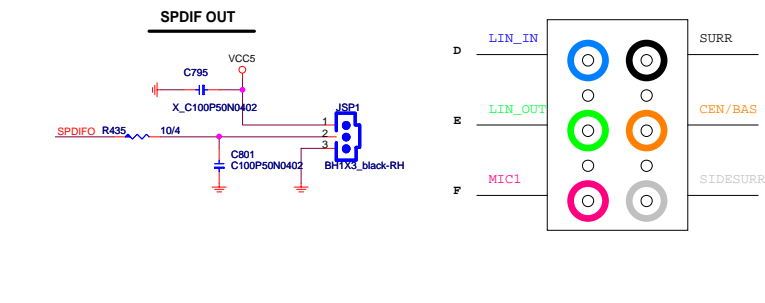 SPDIF OUT
VCC5
C795
X_C100P50N0402
JSP1
SPDIFO
R435
10/4
1
2
3
C801
C100P50N0402
BH1X3_black-RH
D
LIN_IN
SURR
E
LIN_OUT
CEN/BAS
F
MIC1
SIDESURR